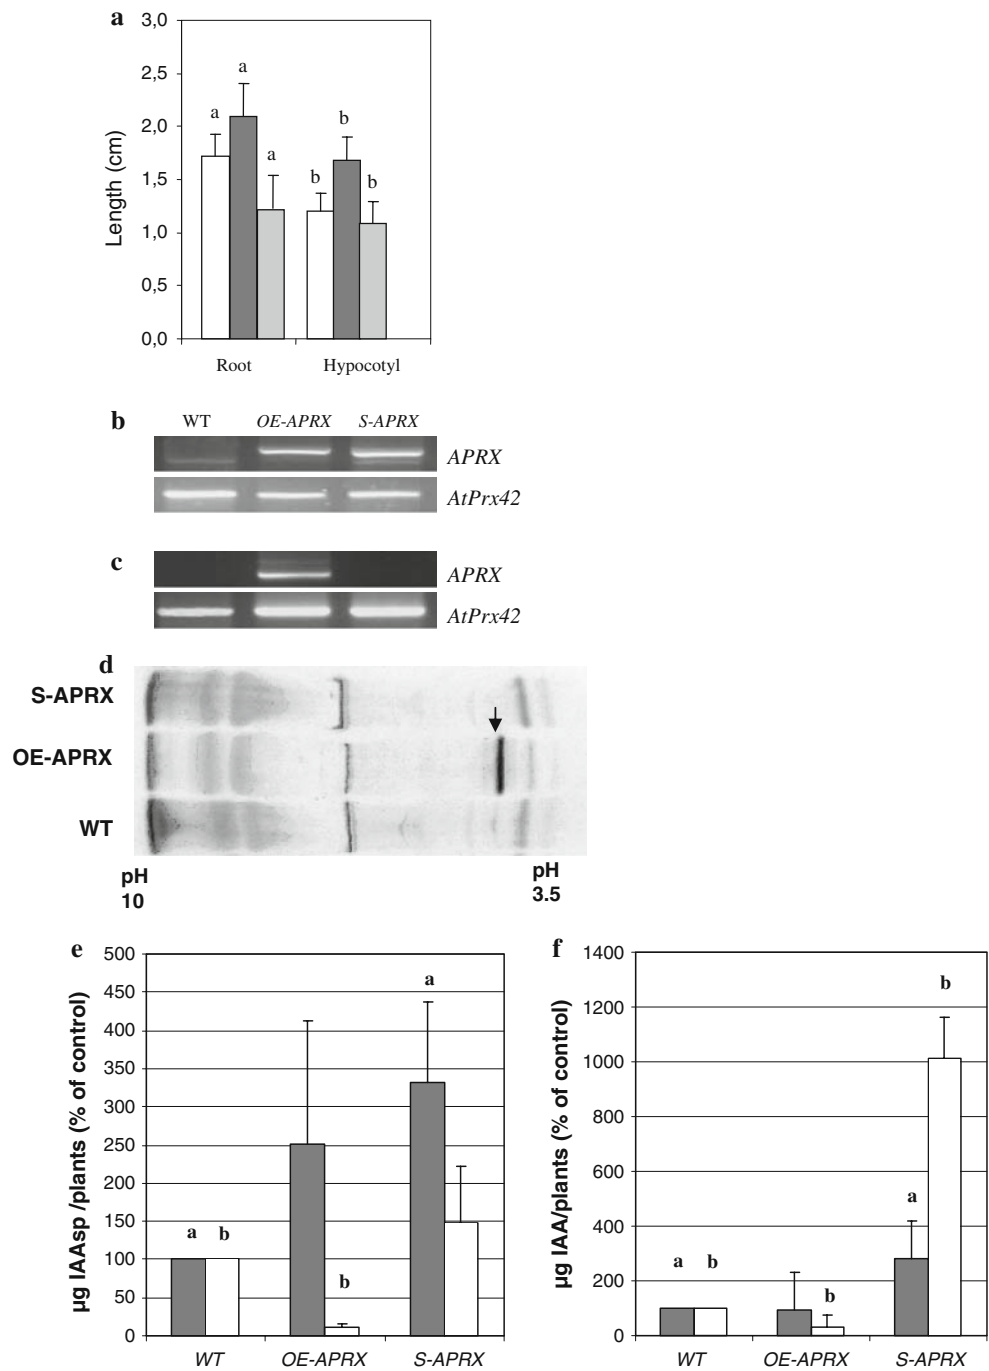 a
3,0
2,5
2,0
1,5
1,0
0,5
0,0
Length (cm)
a
a
a
b
b
b
Root
Hypocotyl
b
WT
OE-APRX
S-APRX
APRX
AtPrx42
c
APRX
AtPrx42
d
S-APRX
OE-APRX
WT
pH
10
pH
3.5
e
500
450
400
350
300
250
200
150
100
50
0
µg IAAsp /plants (% of control)
a
b
b
a
WT
OE-APRX
S-APRX
f
1400
1200
1000
800
600
400
200
0
µg IAA/plants (% of control)
a
b
b
a
b
WT
OE-APRX
S-APRX